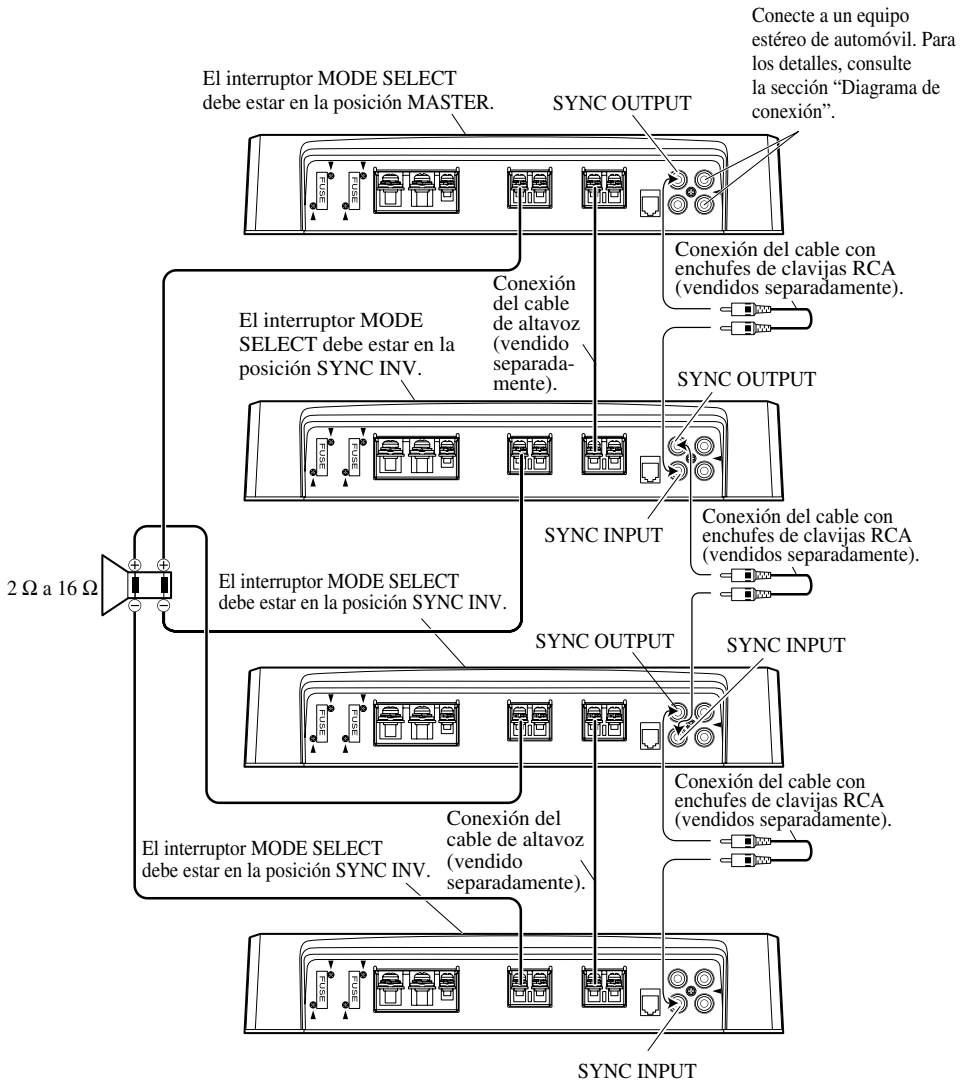 Conecte a un equipo
estéreo de automóvil. Para
los detalles, consulte
la sección “Diagrama de
conexión”.
El interruptor MODE SELECT
debe estar en la posición MASTER.
SYNC OUTPUT
FUSE
FUSE
Conexión del cable con
enchufes de clavijas RCA
(vendidos separadamente).
Conexión
del cable
de altavoz
(vendido
separada-
mente).
El interruptor MODE
SELECT debe estar en la
posición SYNC INV.
SYNC OUTPUT
FUSE
FUSE
SYNC INPUT
Conexión del cable con
enchufes de clavijas RCA
(vendidos separadamente).
2 Ω a 16 Ω
+
+
−
−
El interruptor MODE SELECT
debe estar en la posición SYNC INV.
SYNC OUTPUT
SYNC INPUT
FUSE
FUSE
Conexión del cable con
enchufes de clavijas RCA
(vendidos separadamente).
Conexión del
cable de altavoz
(vendido
separadamente).
El interruptor MODE SELECT
debe estar en la posición SYNC INV.
FUSE
FUSE
SYNC INPUT